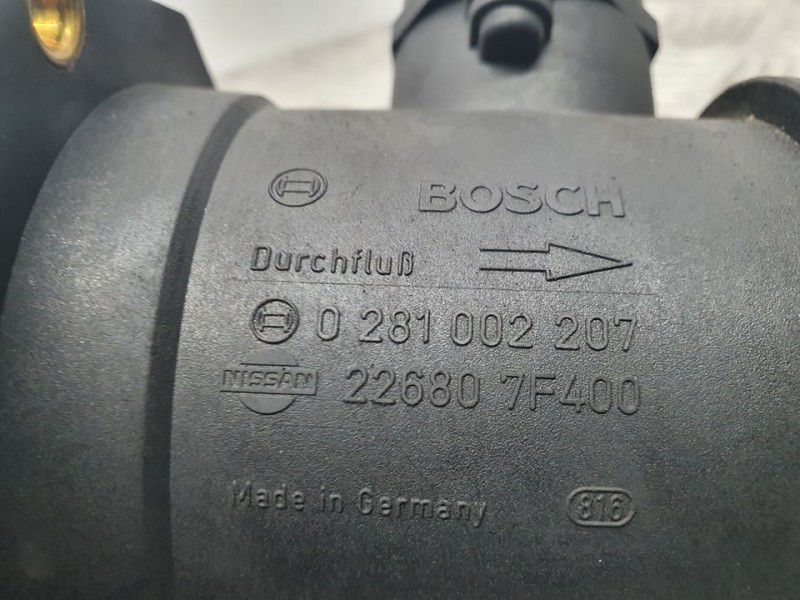 BOSCH
Durchfluß
0 281 002 207
NISSAN 22680 7F400
Made in Germany 816